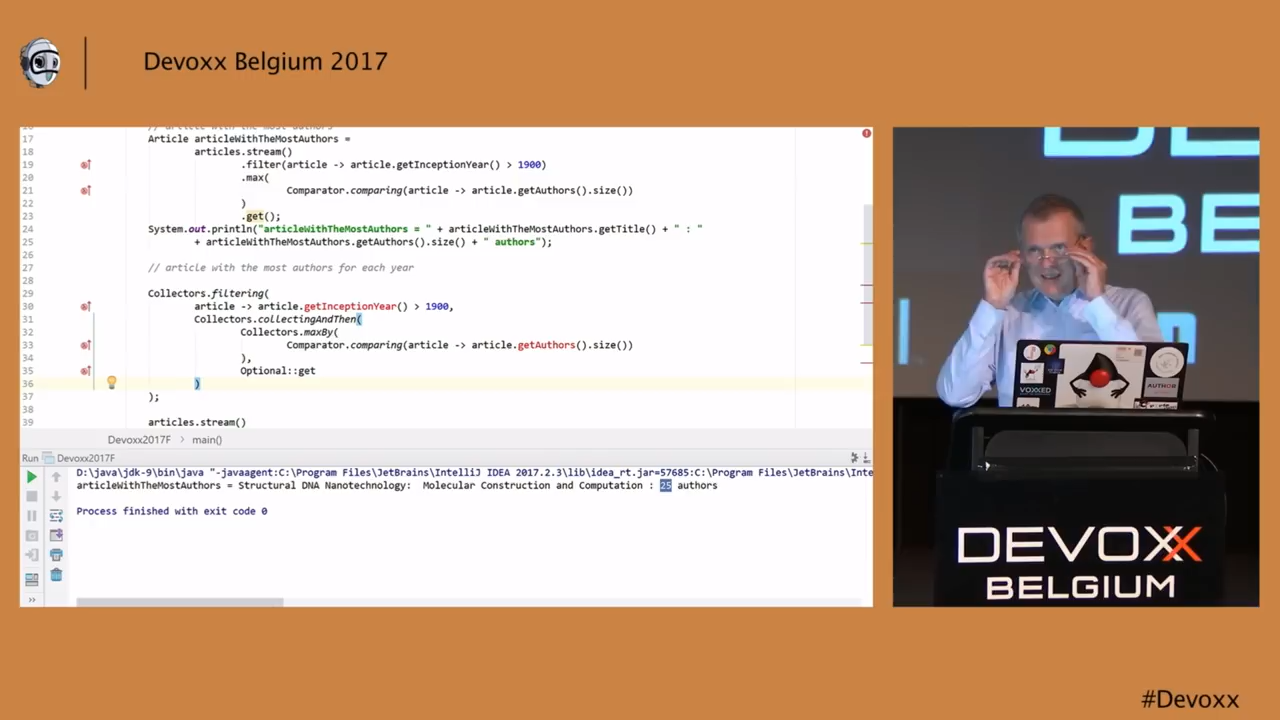 Devoxx Belgium 2017
16 // article with the most authors
17 Article articleWithTheMostAuthors =
18 articles.stream()
19 .filter(article -> article.getInceptionYear() > 1900)
20 .max(
21 Comparator.comparing(article -> article.getAuthors().size())
22 )
23 .get();
24 System.out.println("articleWithTheMostAuthors = " + articleWithTheMostAuthors.getTitle() + " : "
25 + articleWithTheMostAuthors.getAuthors().size() + " authors");
26
27 // article with the most authors for each year
28
29 Collectors.filtering(
30 article -> article.getInceptionYear() > 1900,
31 Collectors.collectingAndThen(
32 Collectors.maxBy(
33 Comparator.comparing(article -> article.getAuthors().size())
34 ),
35 Optional::get
36 )
37 );
38
39 articles.stream()
Devoxx2017F > main()
Run Devoxx2017F
D:\java\jdk-9\bin\java "-javaagent:C:\Program Files\JetBrains\IntelliJ IDEA 2017.2.3\lib\idea_rt.jar=57685:C:\Program Files\JetBrains\Inte
articleWithTheMostAuthors = Structural DNA Nanotechnology: Molecular Construction and Computation : 25 authors
Process finished with exit code 0
BE
VOXXED
AUTHOR
DEVOXX
BELGIUM
#Devoxx